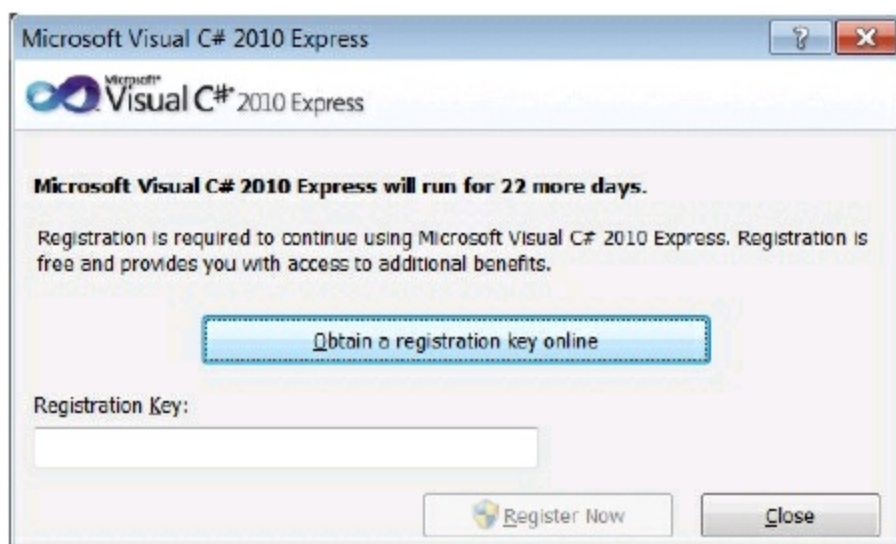 Microsoft Visual C# 2010 Express
Microsoft®
Visual C#® 2010 Express
Microsoft Visual C# 2010 Express will run for 22 more days.
Registration is required to continue using Microsoft Visual C# 2010 Express. Registration is
free and provides you with access to additional benefits.
Obtain a registration key online
Registration Key:
Register Now
Close